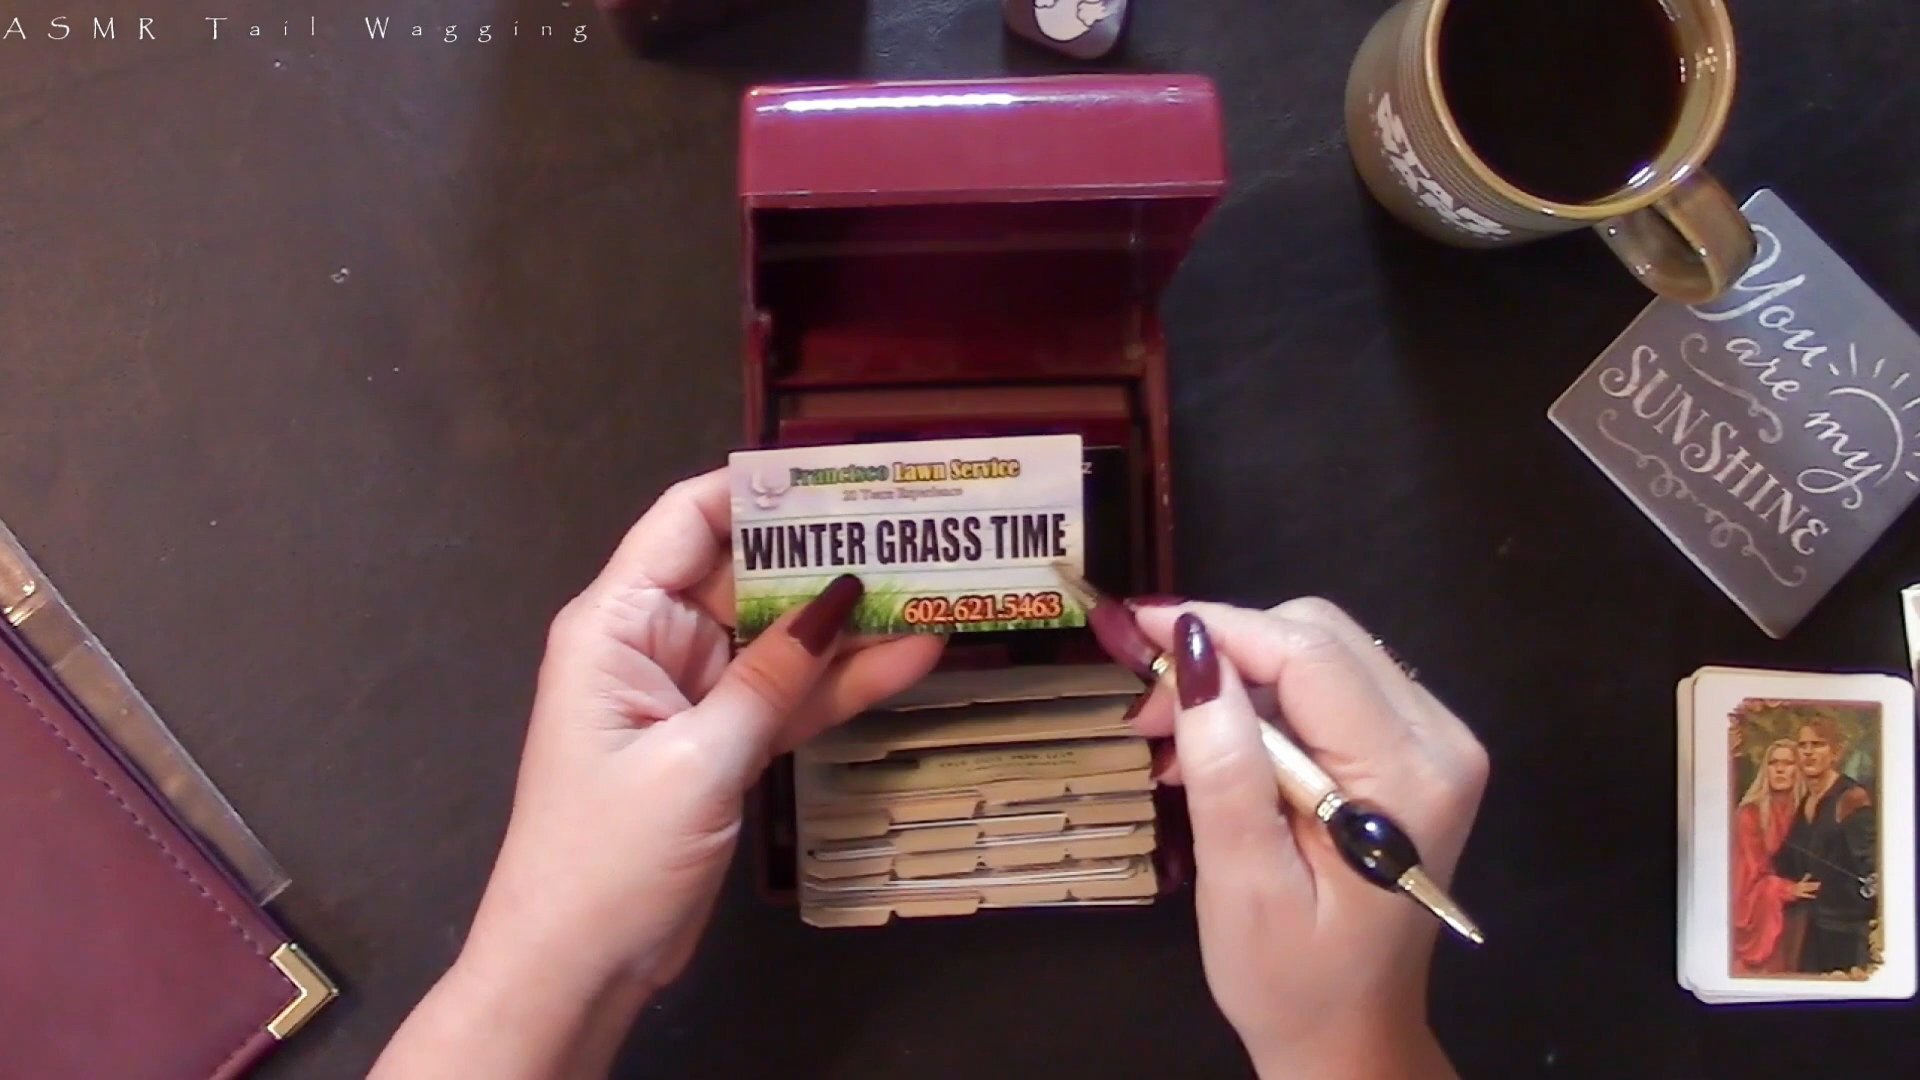 ASMR Tail Wagging
Francisco Lawn Service
WINTER GRASS TIME
602.621.5463
You
are my
SUNSHINE